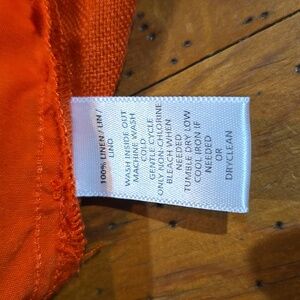 100% LINEN / LIN /
LINO
WASH INSIDE OUT
MACHINE WASH
COLD
GENTLE CYCLE
ONLY NON-CHLORINE
BLEACH WHEN
NEEDED
TUMBLE DRY LOW
COOL IRON IF
NEEDED
OR
DRYCLEAN